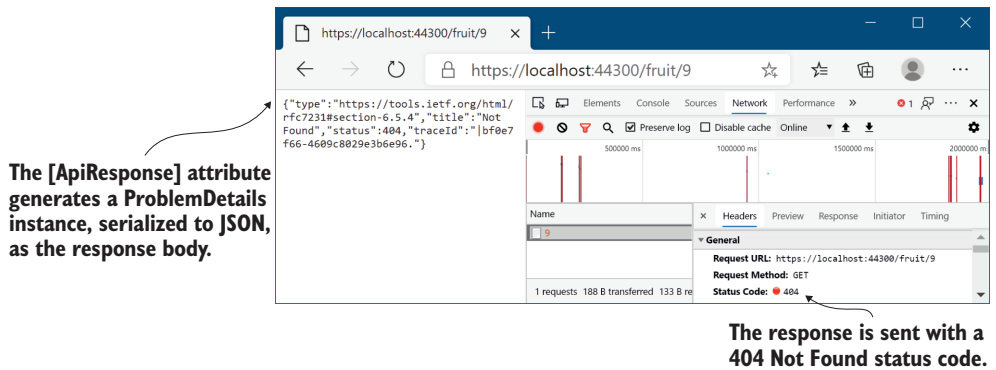 https://localhost:44300/fruit/9
https://localhost:44300/fruit/9
{"type":"https://tools.ietf.org/html/
rfc7231#section-6.5.4","title":"Not
Found","status":404,"traceId":"|bf0e7
f66-4609c8029e3b6e96."}
Elements Console Sources Network Performance » 1
Preserve log Disable cache Online
500000 ms 1000000 ms 1500000 ms 2000000 m
Name
9
1 requests 188 B transferred 133 B re
Headers Preview Response Initiator Timing
General
Request URL: https://localhost:44300/fruit/9
Request Method: GET
Status Code: 404
The [ApiResponse] attribute
generates a ProblemDetails
instance, serialized to JSON,
as the response body.
The response is sent with a
404 Not Found status code.